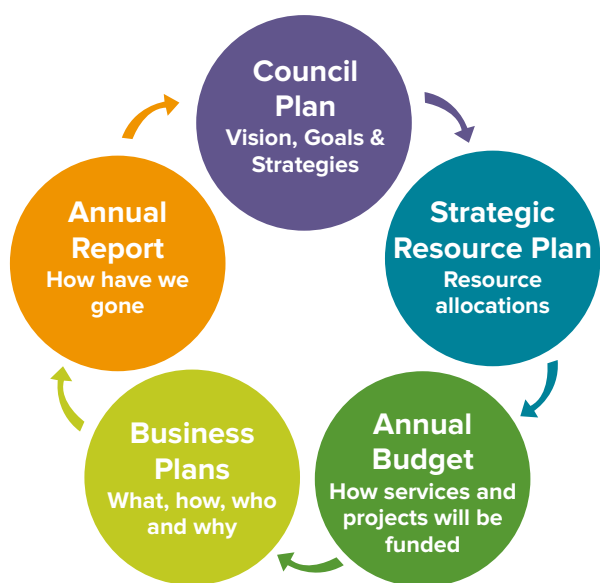 Council
Plan
Vision, Goals &
Strategies
Strategic
Resource Plan
Resource
allocations
Annual
Budget
How services and
projects will be
funded
Business
Plans
What, how, who
and why
Annual
Report
How have we
gone